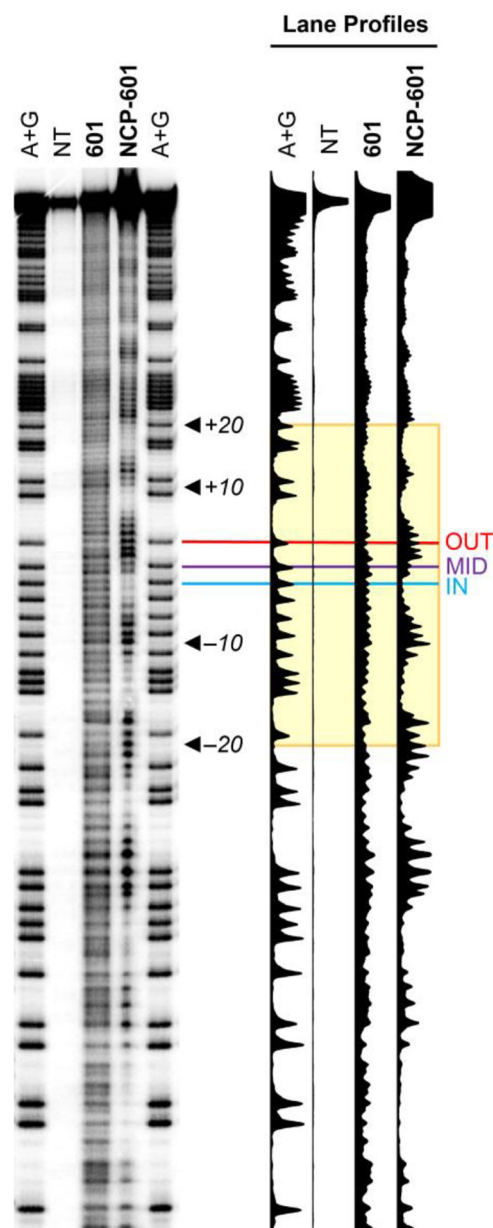 Lane Profiles
A+G
NT
601
NCP-601
A+G
A+G
NT
601
NCP-601
+20
+10
OUT
MID
IN
–10
–20